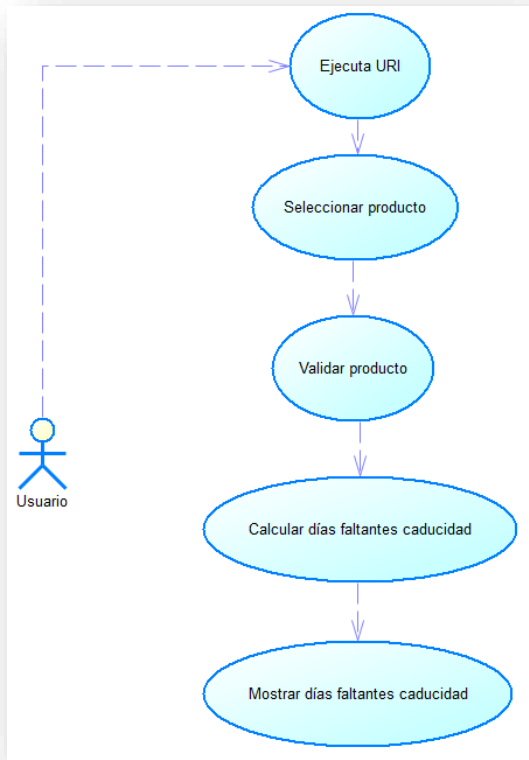 Ejecuta URI
Seleccionar producto
Validar producto
Usuario
Calcular días faltantes caducidad
Mostrar días faltantes caducidad